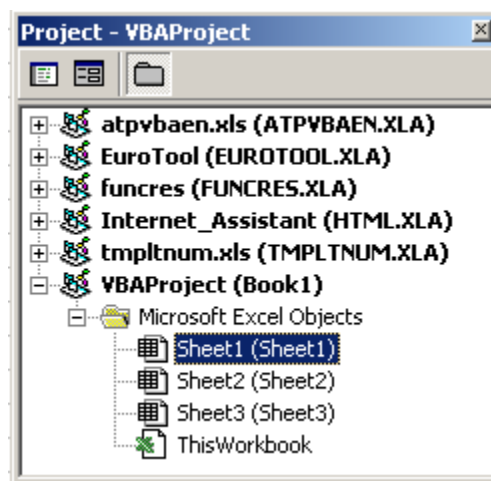 Project - VBAProject
atpvbaen.xls (ATPVBAEN.XLA)
EuroTool (EUROTOOL.XLA)
funcres (FUNCRES.XLA)
Internet_Assistant (HTML.XLA)
tmpltnum.xls (TMPLTNUM.XLA)
VBAProject (Book1)
Microsoft Excel Objects
Sheet1 (Sheet1)
Sheet2 (Sheet2)
Sheet3 (Sheet3)
ThisWorkbook